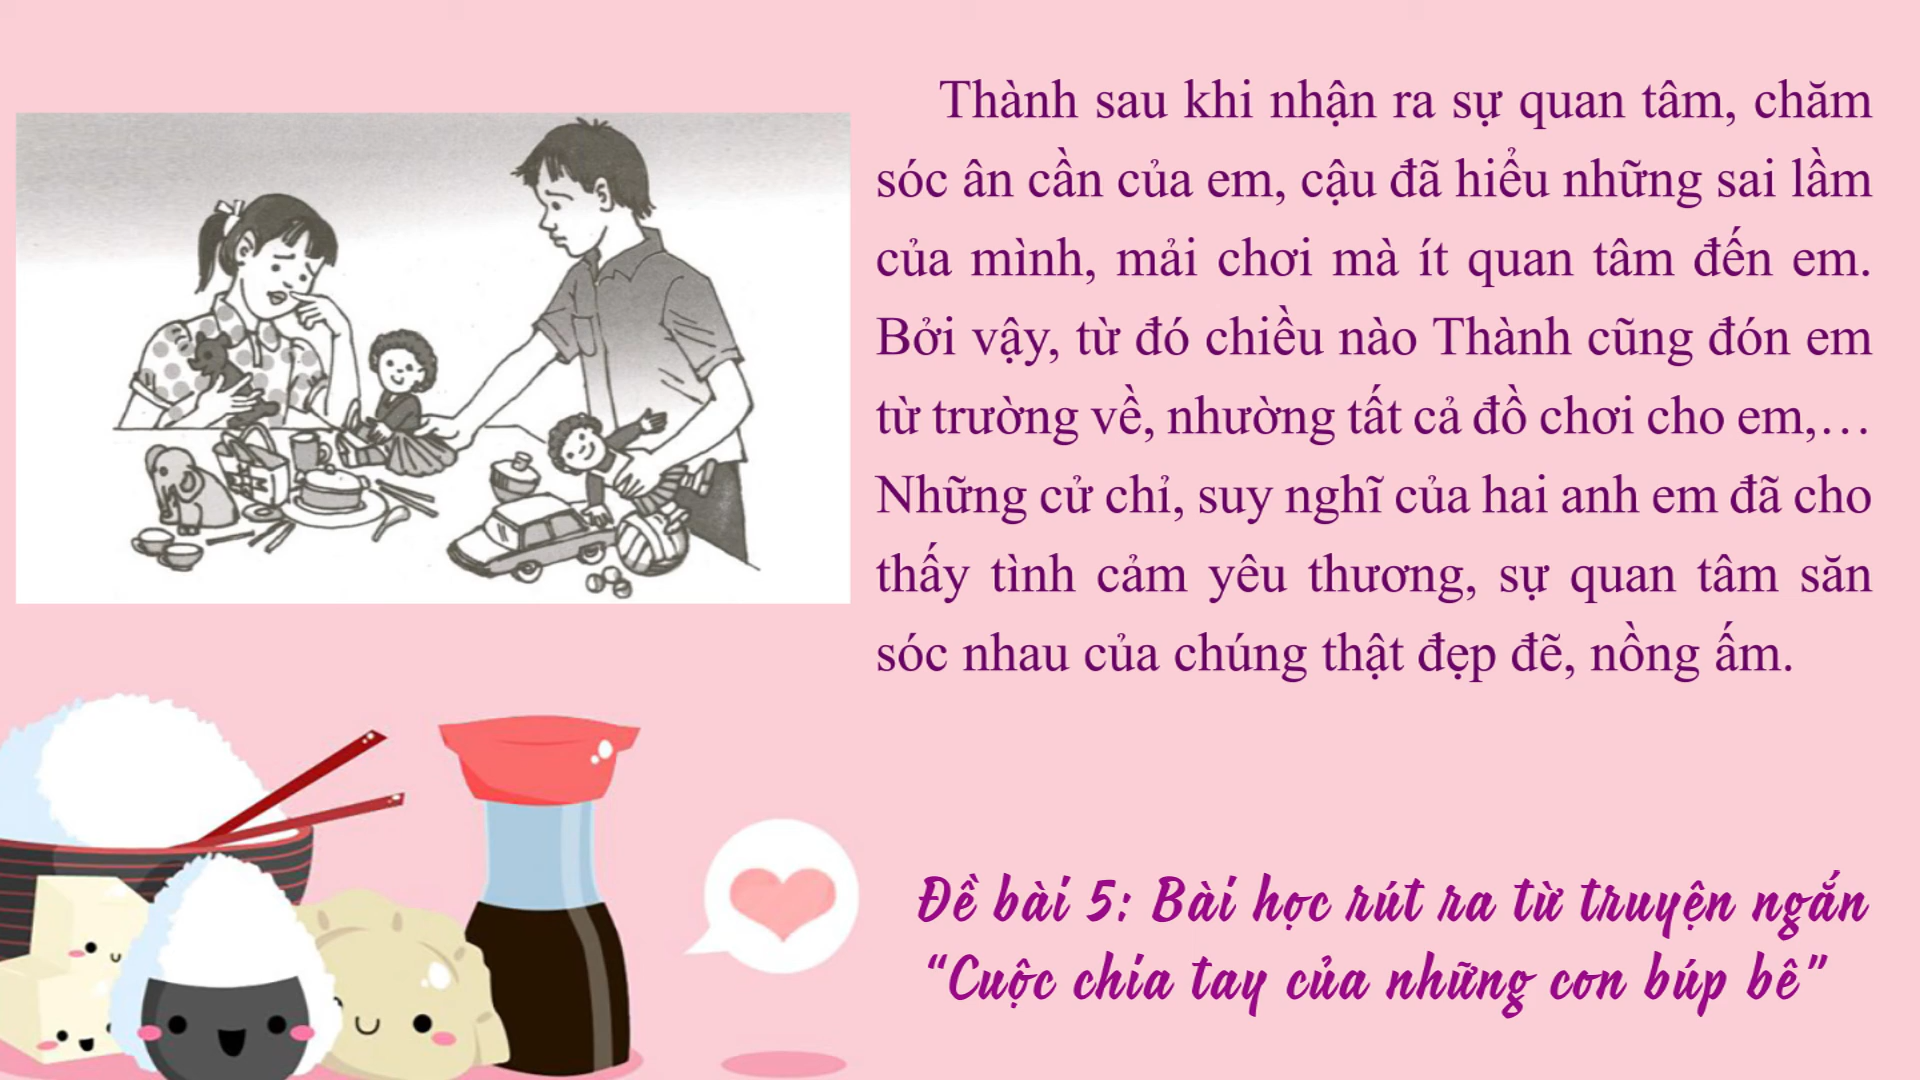 Thành sau khi nhận ra sự quan tâm, chăm
sóc ân cần của em, cậu đã hiểu những sai lầm
của mình, mải chơi mà ít quan tâm đến em.
Bởi vậy, từ đó chiều nào Thành cũng đón em
từ trường về, nhường tất cả đồ chơi cho em,…
Những cử chỉ, suy nghĩ của hai anh em đã cho
thấy tình cảm yêu thương, sự quan tâm săn
sóc nhau của chúng thật đẹp đẽ, nồng ấm.
Đề bài 5: Bài học rút ra từ truyện ngắn
“Cuộc chia tay của những con búp bê”